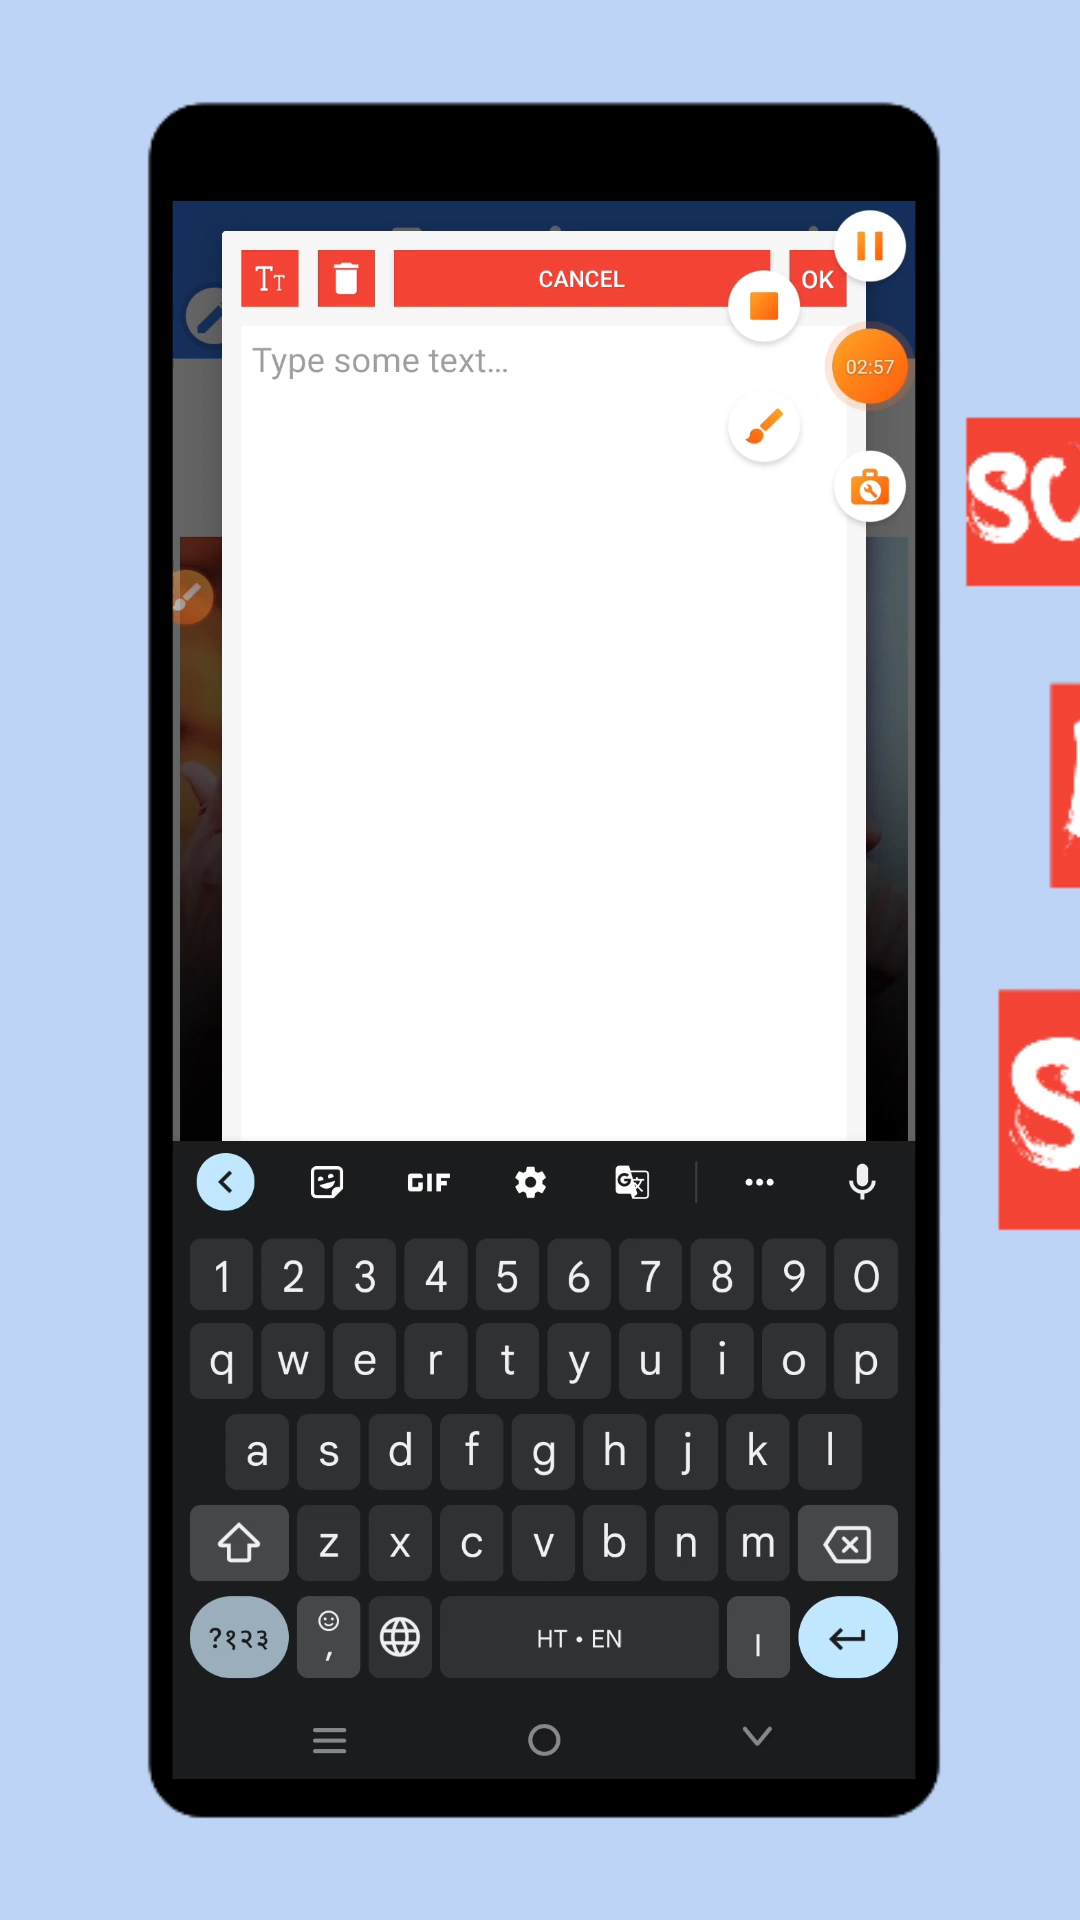 Tт
CANCEL
OK
Type some text...
02:57
GIF
G
1 2 3 4 5 6 7 8 9 0
q w e r t y u i o p
a s d f g h j k l
z x c v b n m
?१२३
,
HT • EN
।